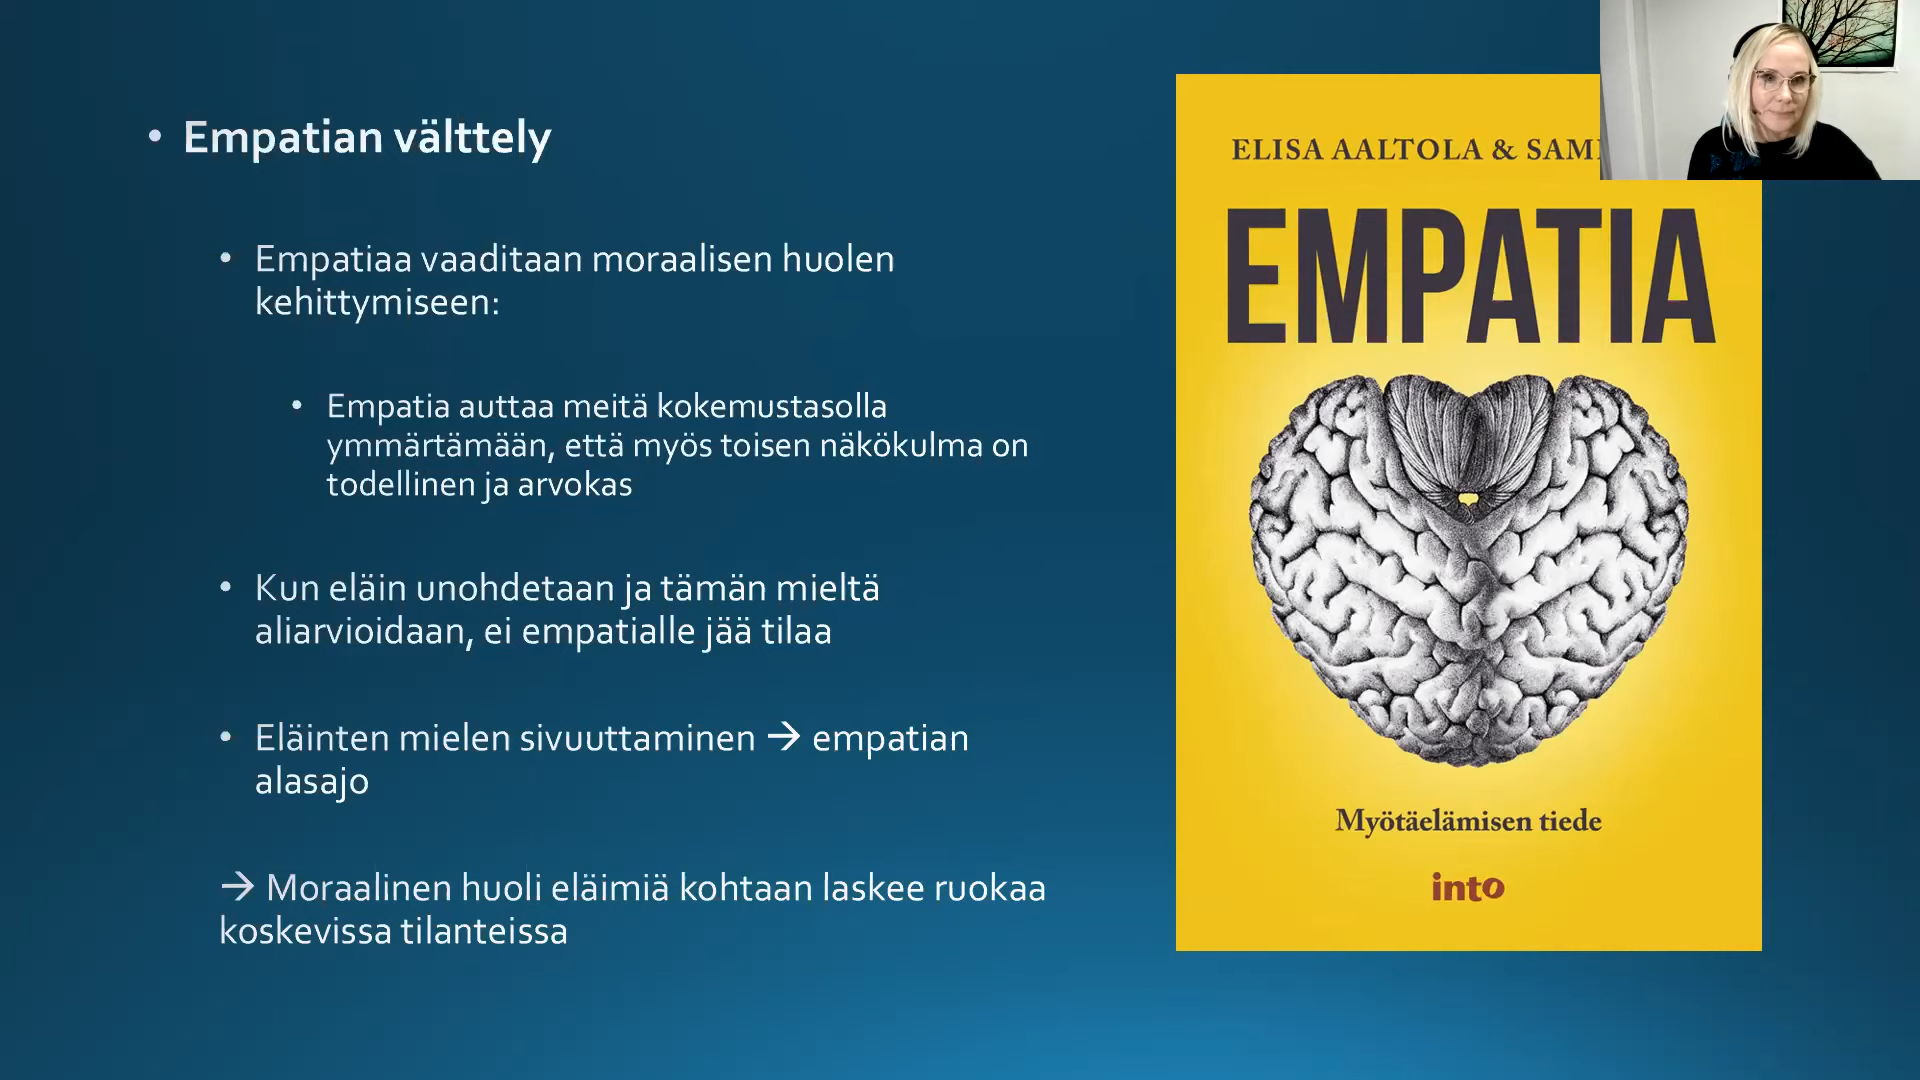 • Empatian välttely
• Empatiaa vaaditaan moraalisen huolen
kehittymiseen:
• Empatia auttaa meitä kokemustasolla
ymmärtämään, että myös toisen näkökulma on
todellinen ja arvokas
• Kun eläin unohdetaan ja tämän mieltä
aliarvioidaan, ei empatialle jää tilaa
• Eläinten mielen sivuuttaminen → empatian
alasajo
→ Moraalinen huoli eläimiä kohtaan laskee ruokaa
koskevissa tilanteissa
ELISA AALTOLA &
EMPATIA
Myötäelämisen tiede
into